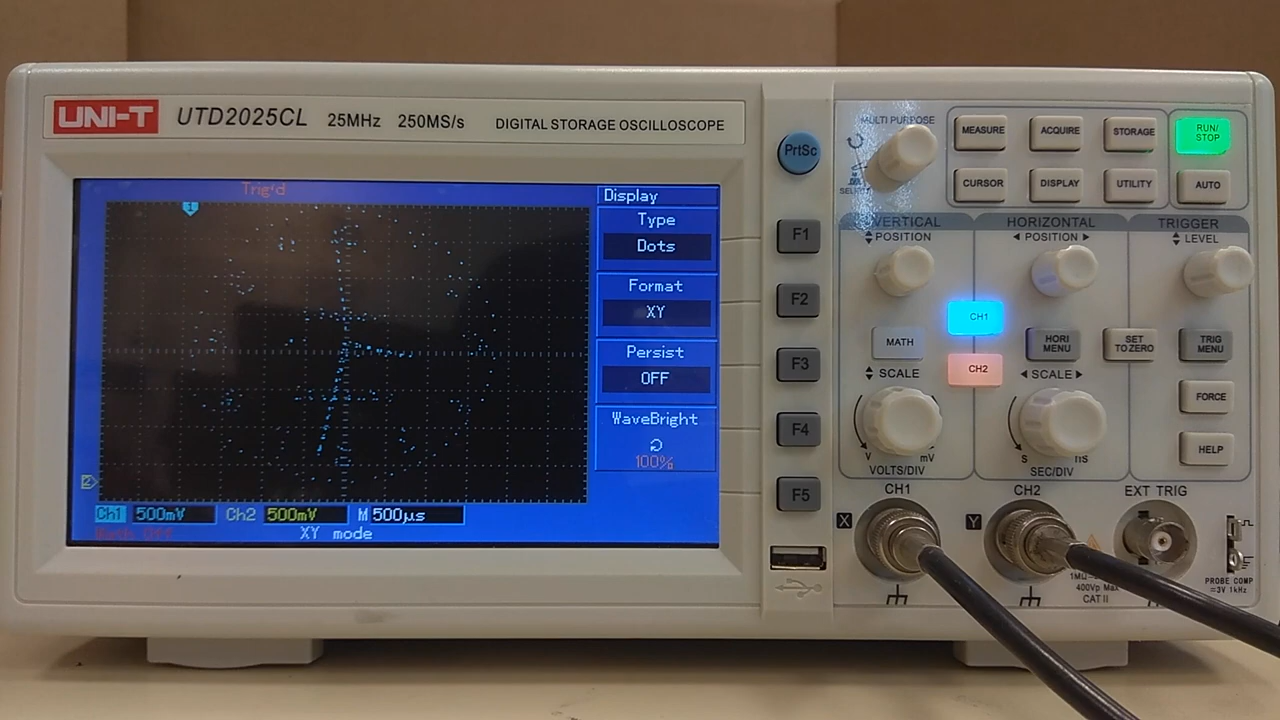 UNI-T UTD2025CL 25MHz 250MS/s DIGITAL STORAGE OSCILLOSCOPE
Trig'd
1
Display
Type
Dots
Format
XY
Persist
OFF
WaveBright
100%
2
Ch1 500mV Ch2 500mV M 500µs
XY mode
PrtSc
F1
F2
F3
F4
F5
MULTI PURPOSE
SELECT
MEASURE ACQUIRE STORAGE RUN/
STOP
CURSOR DISPLAY UTILITY AUTO
VERTICAL HORIZONTAL TRIGGER
POSITION POSITION LEVEL
CH1
MATH HORI
MENU SET
TO ZERO TRIG
MENU
CH2
SCALE SCALE
FORCE
HELP
V mV S nS
VOLTS/DIV SEC/DIV
CH1 CH2 EXT TRIG
X Y
400Vp Max
CAT II
PROBE COMP
≈3V 1kHz